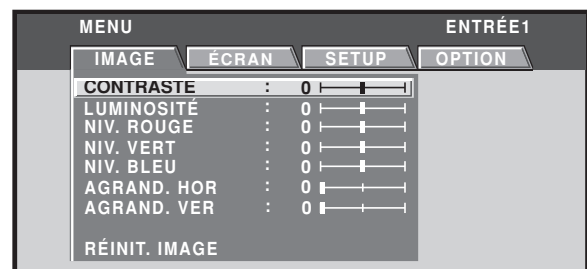 MENU ENTRÉE1
IMAGE ÉCRAN SETUP OPTION
CONTRASTE : 0
LUMINOSITÉ : 0
NIV. ROUGE : 0
NIV. VERT : 0
NIV. BLEU : 0
AGRAND. HOR : 0
AGRAND. VER : 0
RÉINIT. IMAGE